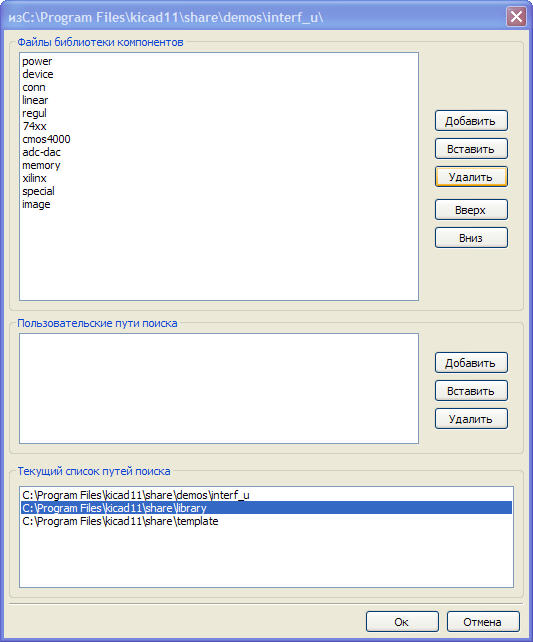 изC:\Program Files\kicad11\share\demos\interf_u\
Файлы библиотеки компонентов
power
device
conn
linear
regul
74xx
cmos4000
adc-dac
memory
xilinx
special
image
Добавить
Вставить
Удалить
Вверх
Вниз
Пользовательские пути поиска
Добавить
Вставить
Удалить
Текущий список путей поиска
C:\Program Files\kicad11\share\demos\interf_u
C:\Program Files\kicad11\share\library
C:\Program Files\kicad11\share\template
Ок
Отмена